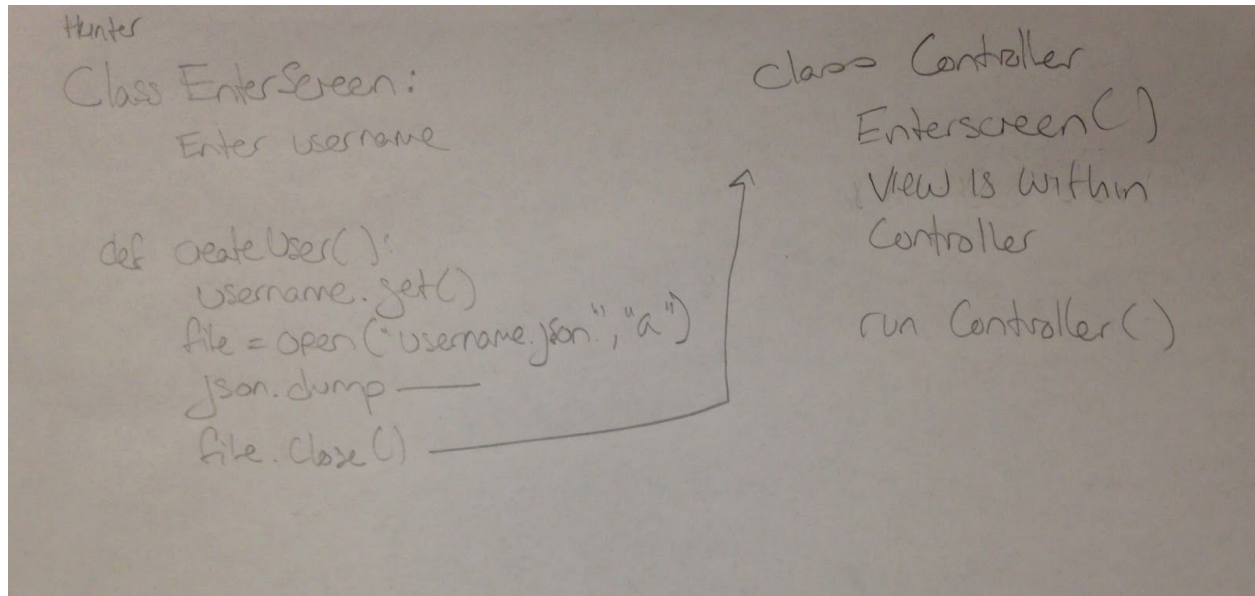 Hunter
Class EnterScreen:
Enter username
def createUser():
username.get()
file = open("username.json", "a")
json.dump
file.close()
class Controller
Enterscreen()
View is within
Controller
run Controller()